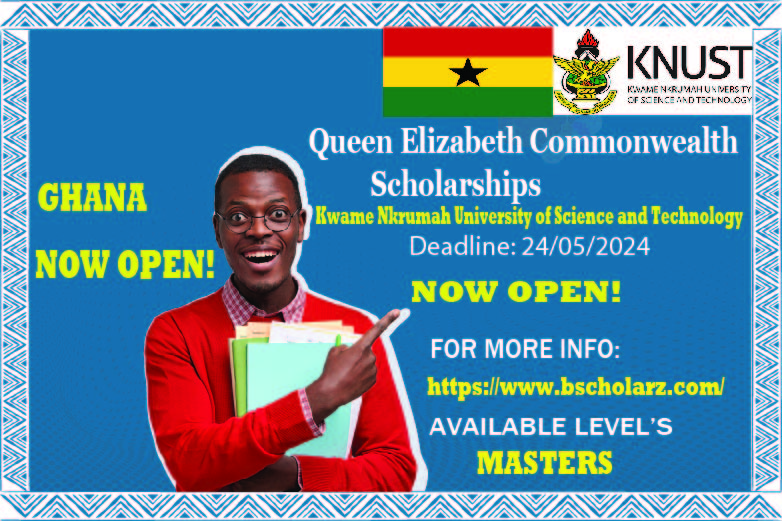 KNUST
KWAME NKRUMAH UNIVERSITY
OF SCIENCE AND TECHNOLOGY
Queen Elizabeth Commonwealth
Scholarships
Kwame Nkrumah University of Science and Technology
Deadline: 24/05/2024
GHANA
NOW OPEN!
NOW OPEN!
FOR MORE INFO:
https://www.bscholarz.com/
AVAILABLE LEVEL'S
MASTERS